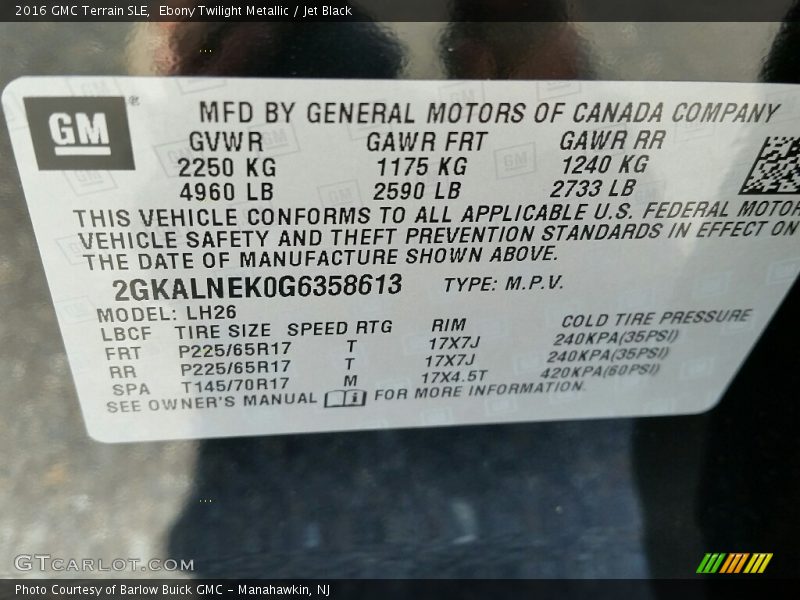 2016 GMC Terrain SLE,  Ebony Twilight Metallic / Jet Black
GM ®
MFD BY GENERAL MOTORS OF CANADA COMPANY
GVWR GAWR FRT GAWR RR
2250 KG 1175 KG 1240 KG
4960 LB 2590 LB 2733 LB
THIS VEHICLE CONFORMS TO ALL APPLICABLE U.S. FEDERAL MOTOR
VEHICLE SAFETY AND THEFT PREVENTION STANDARDS IN EFFECT ON
THE DATE OF MANUFACTURE SHOWN ABOVE.
2GKALNEK0G6358613 TYPE: M.P.V.
MODEL: LH26
LBCF TIRE SIZE SPEED RTG RIM COLD TIRE PRESSURE
FRT P225/65R17 T 17X7J 240KPA(35PSI)
RR P225/65R17 T 17X7J 240KPA(35PSI)
SPA T145/70R17 M 17X4.5T 420KPA(60PSI)
SEE OWNER'S MANUAL FOR MORE INFORMATION.
GTCARLOT.COM
Photo Courtesy of Barlow Buick GMC - Manahawkin, NJ